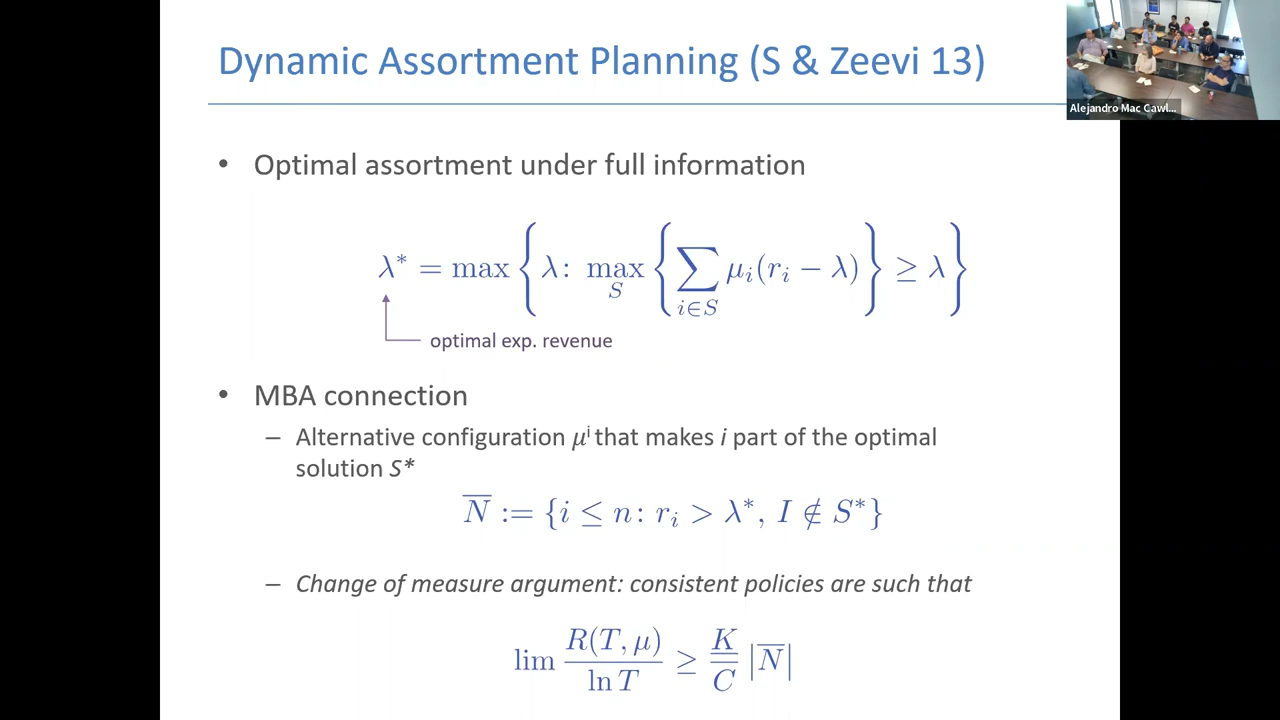 Dynamic Assortment Planning (S & Zeevi 13)
Alejandro Mac Cawl...
• Optimal assortment under full information
λ* = max { λ: max_S { ∑_{i∈S} μ_i(r_i − λ) } ≥ λ }
optimal exp. revenue
• MBA connection
– Alternative configuration μ^i that makes i part of the optimal
solution S*
N̅ := {i ≤ n: r_i > λ*, I ∉ S*}
– Change of measure argument: consistent policies are such that
lim R(T, μ) / ln T ≥ K̲ / C̅ |N̅|